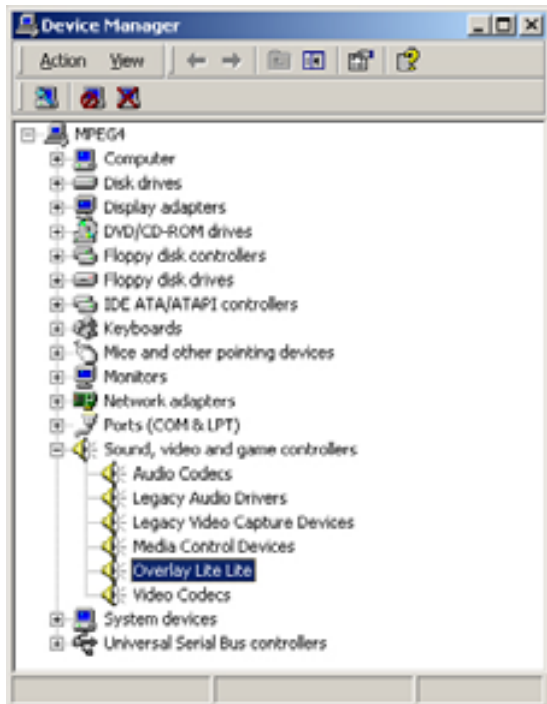 Device Manager
Action View
MPEG4
Computer
Disk drives
Display adapters
DVD/CD-ROM drives
Floppy disk controllers
Floppy disk drives
IDE ATA/ATAPI controllers
Keyboards
Mice and other pointing devices
Monitors
Network adapters
Ports (COM & LPT)
Sound, video and game controllers
Audio Codecs
Legacy Audio Drivers
Legacy Video Capture Devices
Media Control Devices
Overlay Lite Lite
Video Codecs
System devices
Universal Serial Bus controllers